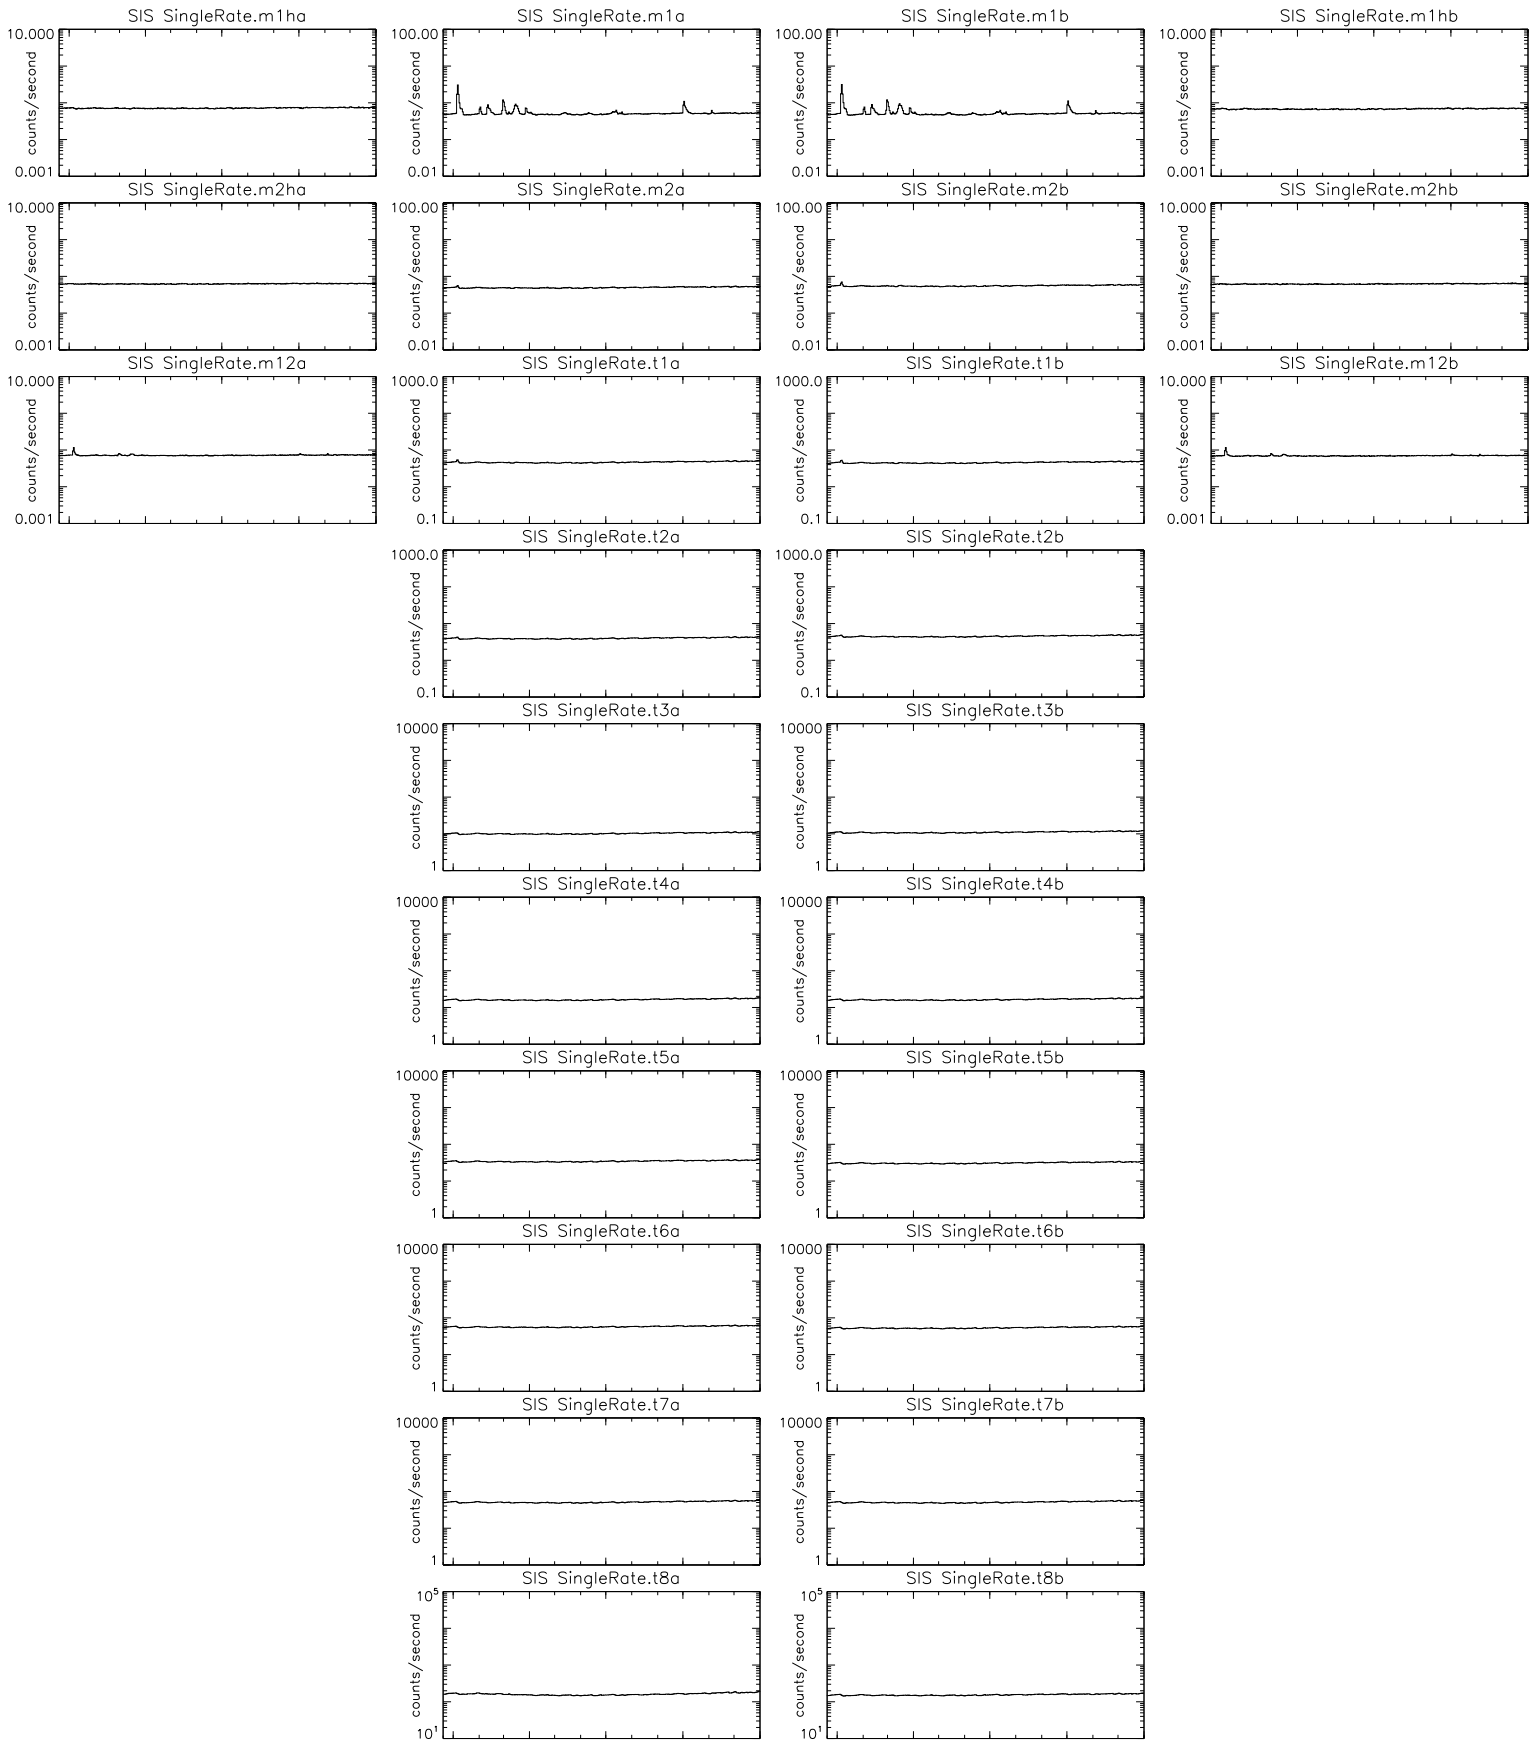 SIS SingleRate.m1ha
10.000
counts/second
0.001
SIS SingleRate.m1a
100.00
counts/second
0.01
SIS SingleRate.m1b
100.00
counts/second
0.01
SIS SingleRate.m1hb
10.000
counts/second
0.001
SIS SingleRate.m2ha
10.000
counts/second
0.001
SIS SingleRate.m2a
100.00
counts/second
0.01
SIS SingleRate.m2b
100.00
counts/second
0.01
SIS SingleRate.m2hb
10.000
counts/second
0.001
SIS SingleRate.m12a
10.000
counts/second
0.001
SIS SingleRate.t1a
1000.0
counts/second
0.1
SIS SingleRate.t1b
1000.0
counts/second
0.1
SIS SingleRate.m12b
10.000
counts/second
0.001
SIS SingleRate.t2a
1000.0
counts/second
0.1
SIS SingleRate.t2b
1000.0
counts/second
0.1
SIS SingleRate.t3a
10000
counts/second
1
SIS SingleRate.t3b
10000
counts/second
1
SIS SingleRate.t4a
10000
counts/second
1
SIS SingleRate.t4b
10000
counts/second
1
SIS SingleRate.t5a
10000
counts/second
1
SIS SingleRate.t5b
10000
counts/second
1
SIS SingleRate.t6a
10000
counts/second
1
SIS SingleRate.t6b
10000
counts/second
1
SIS SingleRate.t7a
10000
counts/second
1
SIS SingleRate.t7b
10000
counts/second
1
SIS SingleRate.t8a
10⁵
counts/second
10¹
SIS SingleRate.t8b
10⁵
counts/second
10¹